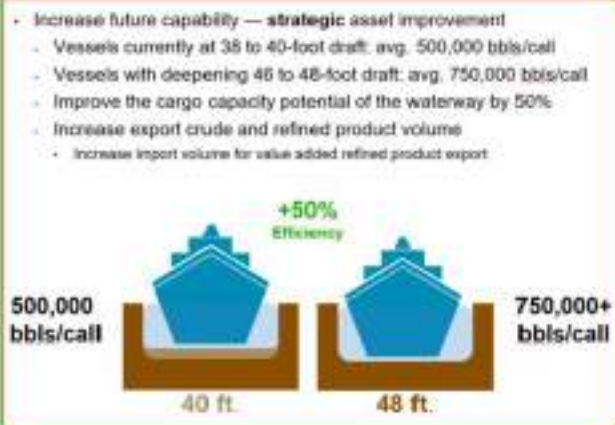 Increase future capability — strategic asset improvement
Vessels currently at 38 to 40-foot draft: avg. 500,000 bbls/call
Vessels with deepening 46 to 48-foot draft: avg. 750,000 bbls/call
Improve the cargo capacity potential of the waterway by 50%
Increase export crude and refined product volume
Increase import volume for value added refined product export
+50%
Efficiency
500,000
bbls/call
750,000+
bbls/call
40 ft.
48 ft.